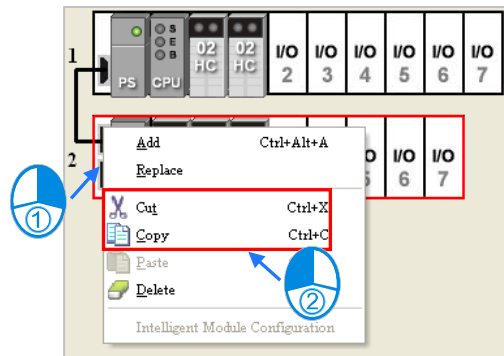 1
PS
CPU
S
E
B
02
HC
02
HC
I/O
2
I/O
3
I/O
4
I/O
5
I/O
6
I/O
7
2
I/O
6
I/O
7
Add Ctrl+Alt+A
Replace
Cut Ctrl+X
Copy Ctrl+C
Paste
Delete
Intelligent Module Configuration
1
2